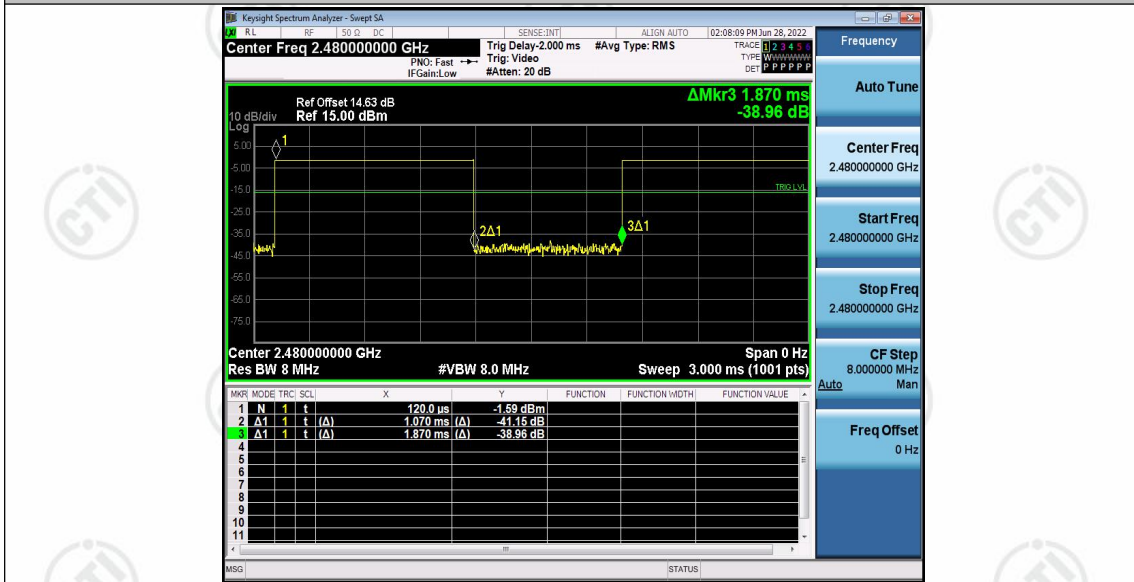 Keysight Spectrum Analyzer - Swept SA
LXI RL RF 50 Ω DC SENSE:INT ALIGN AUTO 02:08:09 PM Jun 28, 2022
Center Freq 2.480000000 GHz
PNO: Fast
IFGain:Low
Trig Delay-2.000 ms
Trig: Video
#Atten: 20 dB
#Avg Type: RMS
TRACE 1 2 3 4 5 6
TYPE WWWWWW
DET P P P P P P
Ref Offset 14.63 dB
10 dB/div Ref 15.00 dBm
Log
ΔMkr3 1.870 ms
-38.96 dB
5.00
-5.00
-15.0
-25.0
-35.0
-45.0
-55.0
-65.0
-75.0
1
TRIG LVL
2Δ1
3Δ1
Center 2.480000000 GHz Span 0 Hz
Res BW 8 MHz #VBW 8.0 MHz Sweep 3.000 ms (1001 pts)
MKR MODE TRC SCL X Y FUNCTION FUNCTION WIDTH FUNCTION VALUE
1 N 1 t 120.0 µs -1.59 dBm
2 Δ1 1 t (Δ) 1.070 ms (Δ) -41.15 dB
3 Δ1 1 t (Δ) 1.870 ms (Δ) -38.96 dB
4
5
6
7
8
9
10
11
MSG STATUS
Frequency
Auto Tune
Center Freq
2.480000000 GHz
Start Freq
2.480000000 GHz
Stop Freq
2.480000000 GHz
CF Step
8.000000 MHz
Auto Man
Freq Offset
0 Hz
CTI
CTI